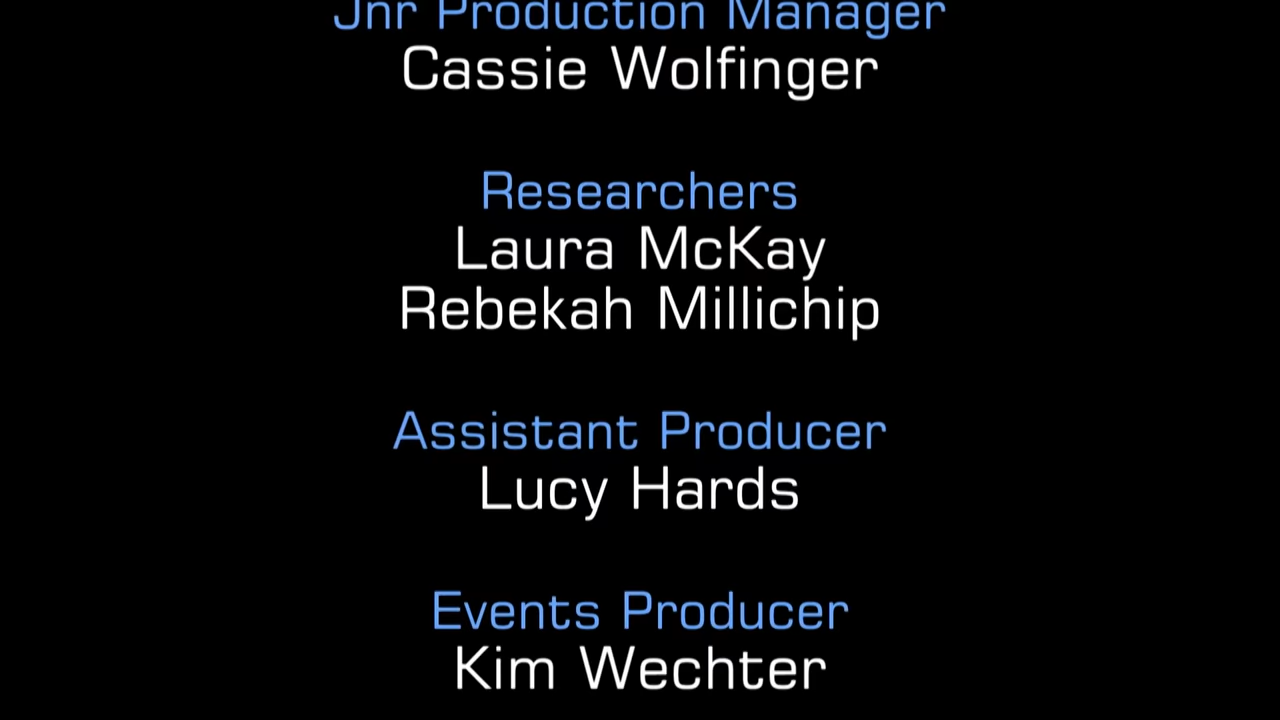 Jnr Production Manager
Cassie Wolfinger
Researchers
Laura McKay
Rebekah Millichip
Assistant Producer
Lucy Hards
Events Producer
Kim Wechter